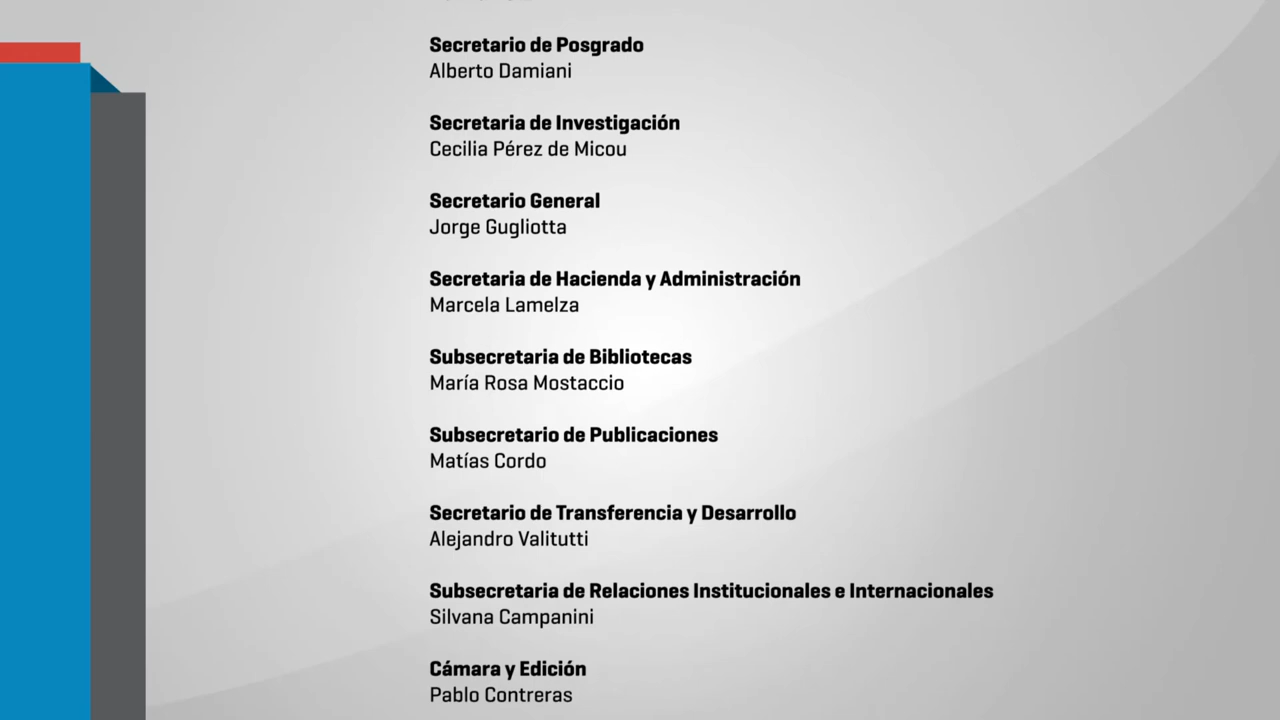 Secretario de Posgrado
Alberto Damiani
Secretaria de Investigación
Cecilia Pérez de Micou
Secretario General
Jorge Gugliotta
Secretaria de Hacienda y Administración
Marcela Lamelza
Subsecretaria de Bibliotecas
María Rosa Mostaccio
Subsecretario de Publicaciones
Matías Cordo
Secretario de Transferencia y Desarrollo
Alejandro Valitutti
Subsecretaria de Relaciones Institucionales e Internacionales
Silvana Campanini
Cámara y Edición
Pablo Contreras